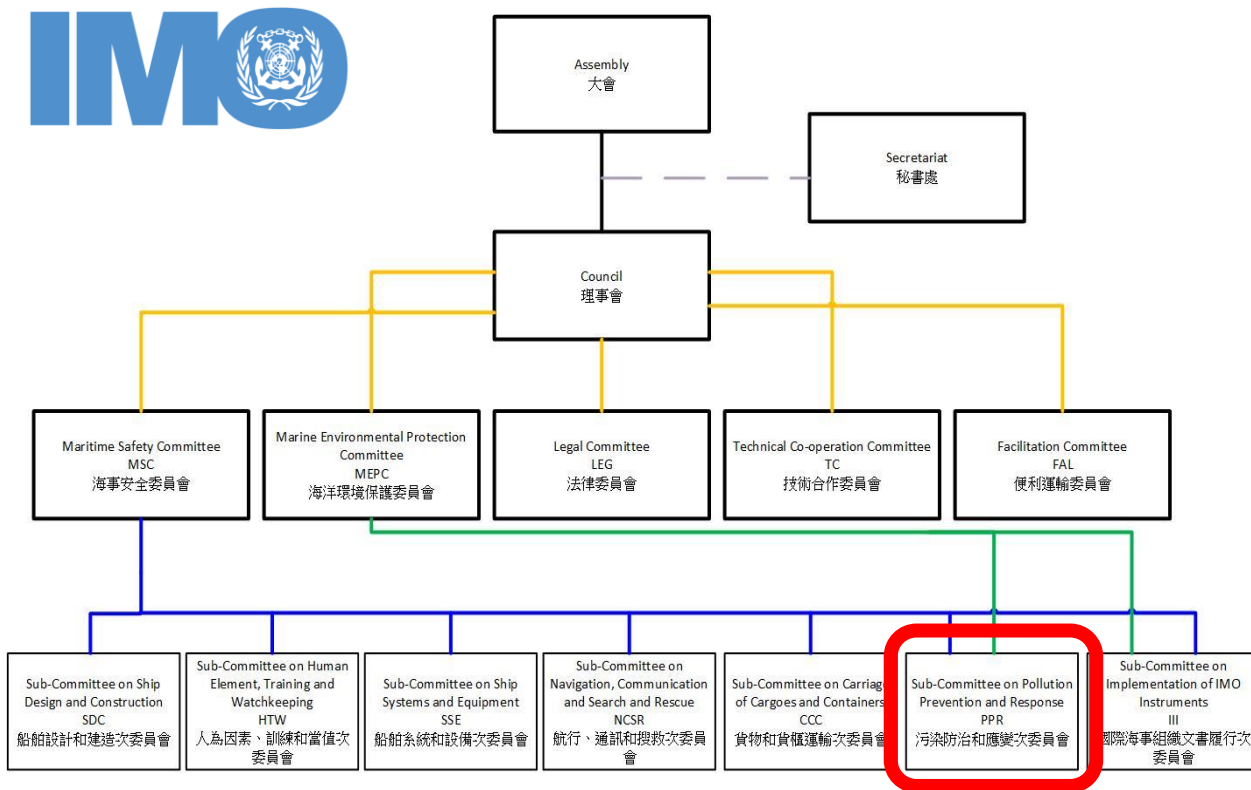 IMO
Assembly
大會
Secretariat
秘書處
Council
理事會
Maritime Safety Committee
MSC
海事安全委員會
Marine Environmental Protection
Committee
MEPC
海洋環境保護委員會
Legal Committee
LEG
法律委員會
Technical Co-operation Committee
TC
技術合作委員會
Facilitation Committee
FAL
便利運輸委員會
Sub-Committee on Ship
Design and Construction
SDC
船舶設計和建造次委員會
Sub-Committee on Human
Element, Training and
Watchkeeping
HTW
人為因素、訓練和當值次
委員會
Sub-Committee on Ship
Systems and Equipment
SSE
船舶系統和設備次委員會
Sub-Committee on
Navigation, Communication
and Search and Rescue
NCSR
航行、通訊和搜救次委員
會
Sub-Committee on Carriage
of Cargoes and Containers
CCC
貨物和貨櫃運輸次委員會
Sub-Committee on Pollution
Prevention and Response
PPR
污染防治和應變次委員會
Sub-Committee on
Implementation of IMO
Instruments
III
國際海事組織文書履行次
委員會